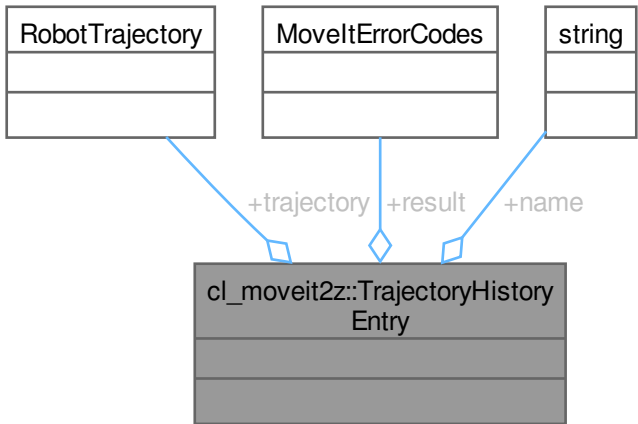 RobotTrajectory
MoveItErrorCodes
string
+trajectory
+result
+name
cl_moveit2z::TrajectoryHistory
Entry